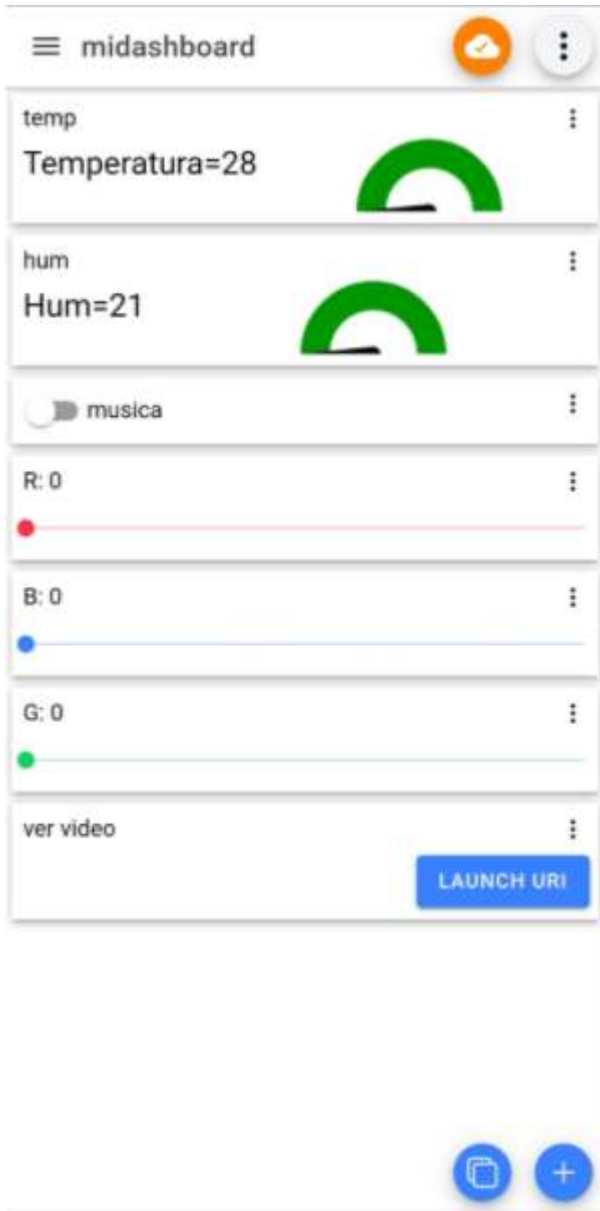 midashboard
temp
Temperatura=28
hum
Hum=21
musica
R: 0
B: 0
G: 0
ver video
LAUNCH URI